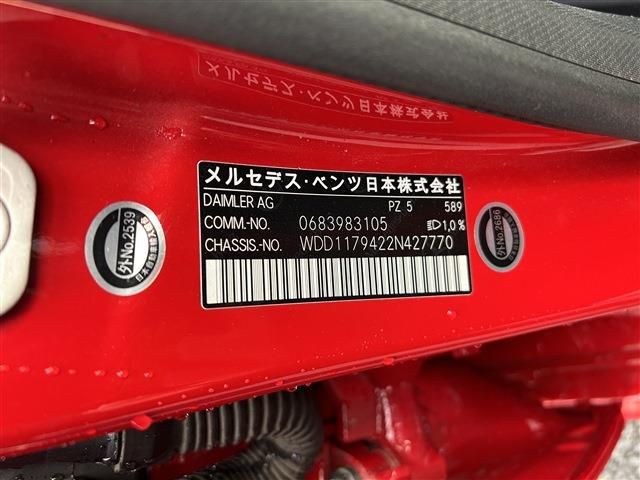 メルセデス・ベンツ日本株式会社
DAIMLER AG PZ 5 589
COMM.-NO. 0683983105 1,0%
CHASSIS.-NO. WDD1179422N427770
外No.2539
外No.2686